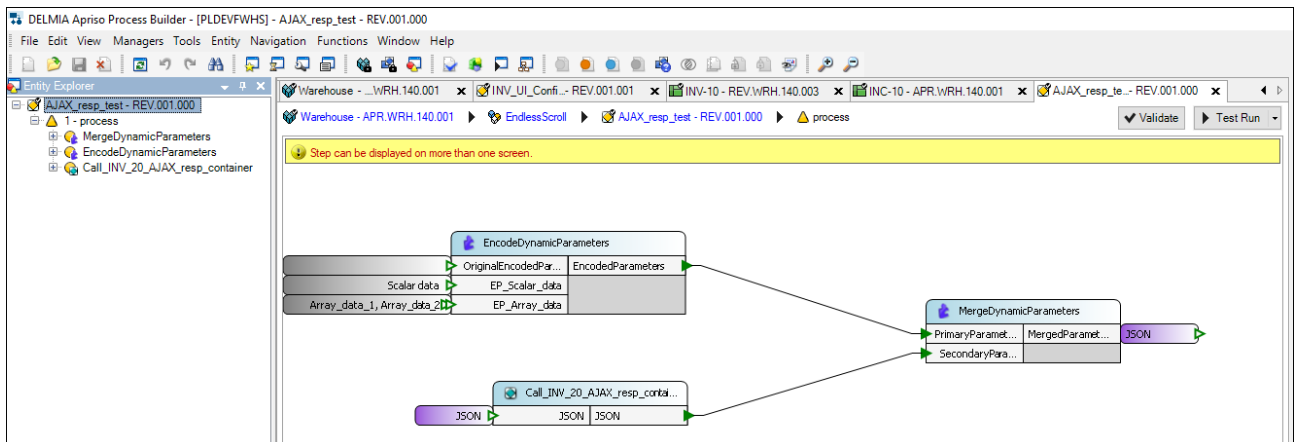 DELMIA Apriso Process Builder - [PLDEVFWHS] - AJAX_resp_test - REV.001.000
File Edit View Managers Tools Entity Navigation Functions Window Help
Entity Explorer
AJAX_resp_test - REV.001.000
1 - process
MergeDynamicParameters
EncodeDynamicParameters
Call_INV_20_AJAX_resp_container
Warehouse - ...WRH.140.001 x INV_UI_Confi...- REV.001.001 x INV-10 - REV.WRH.140.003 x INC-10 - APR.WRH.140.001 x AJAX_resp_te...- REV.001.000 x
Warehouse - APR.WRH.140.001 EndlessScroll AJAX_resp_test - REV.001.000 process Validate Test Run
Step can be displayed on more than one screen.
EncodeDynamicParameters
OriginalEncodedPar... EncodedParameters
Scalar data EP_Scalar_data
Array_data_1, Array_data_2 EP_Array_data
MergeDynamicParameters
PrimaryParamet... MergedParamet... JSON
SecondaryPara...
Call_INV_20_AJAX_resp_contai...
JSON JSON JSON